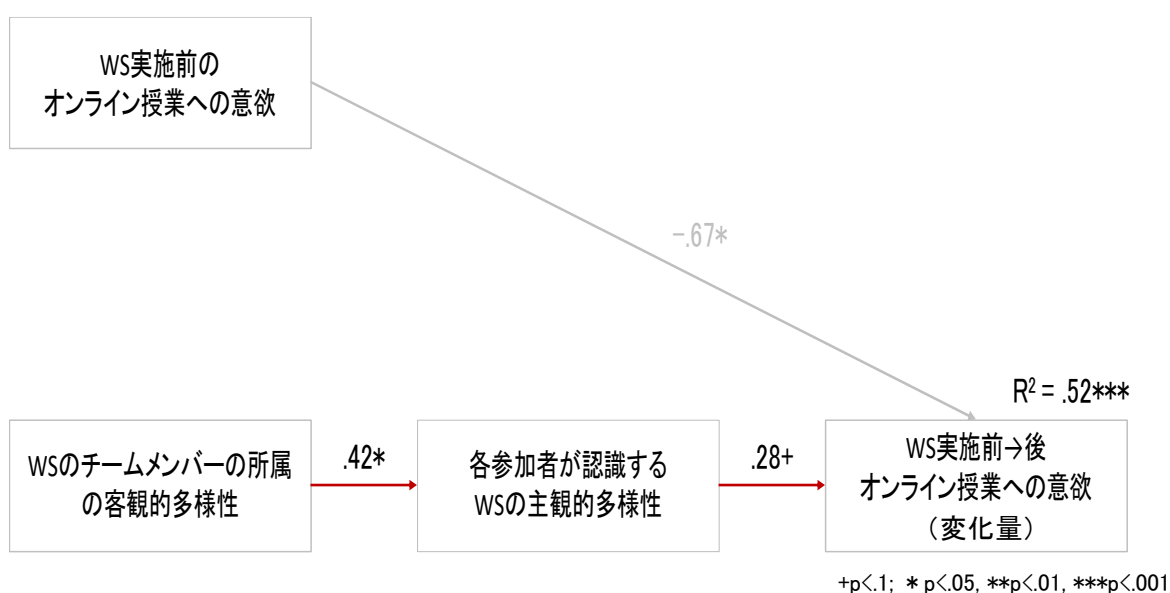 WS実施前の
オンライン授業への意欲
−.67*
R² = .52***
WSのチームメンバーの所属
の客観的多様性
.42*
各参加者が認識する
WSの主観的多様性
.28+
WS実施前→後
オンライン授業への意欲
（変化量）
+p<.1; * p<.05, **p<.01, ***p<.001